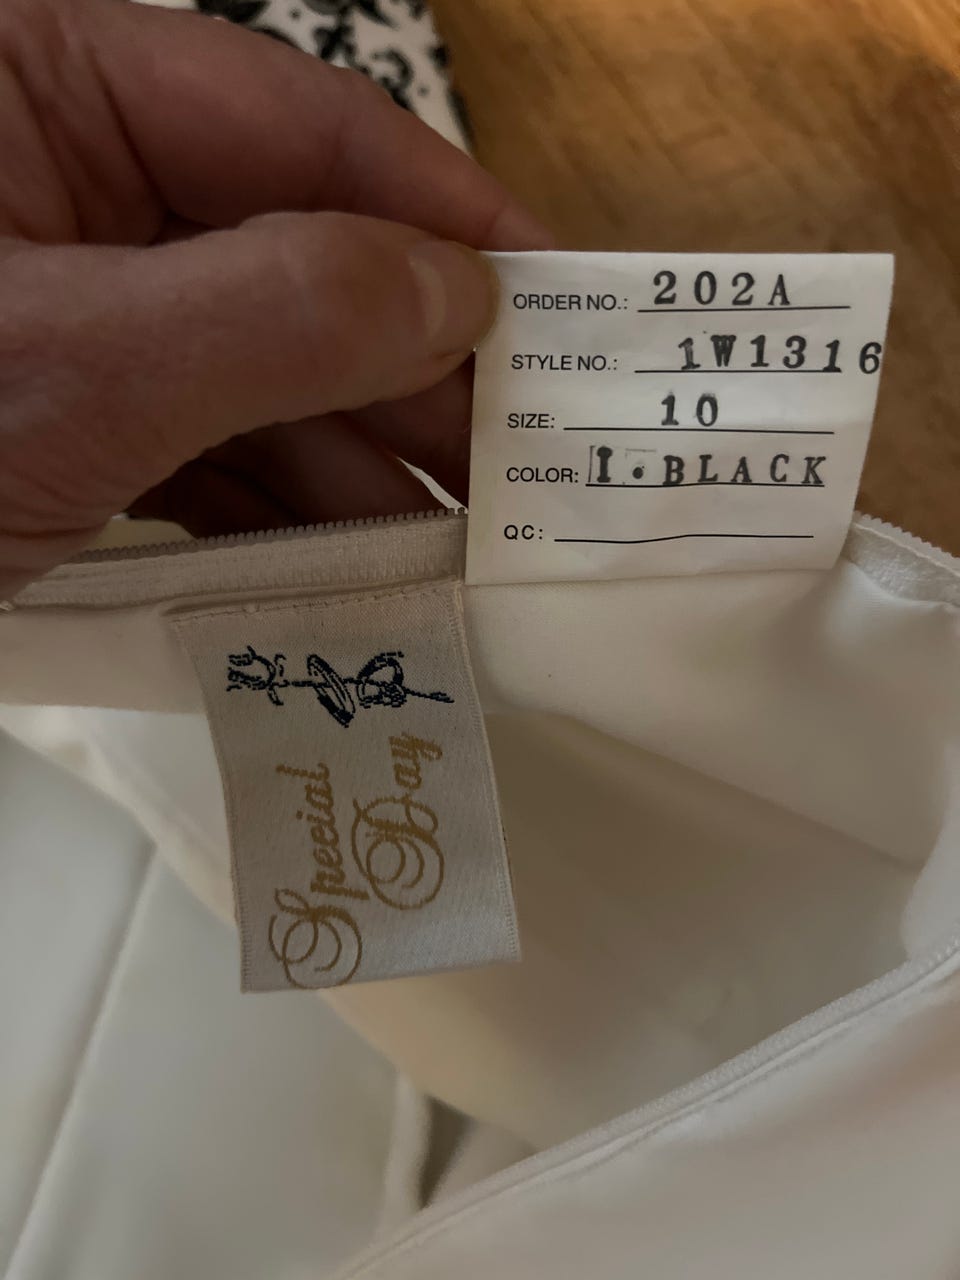 ORDER NO.: 202A
STYLE NO.: 1W1316
SIZE: 10
COLOR: I.BLACK
QC:
Special
Day